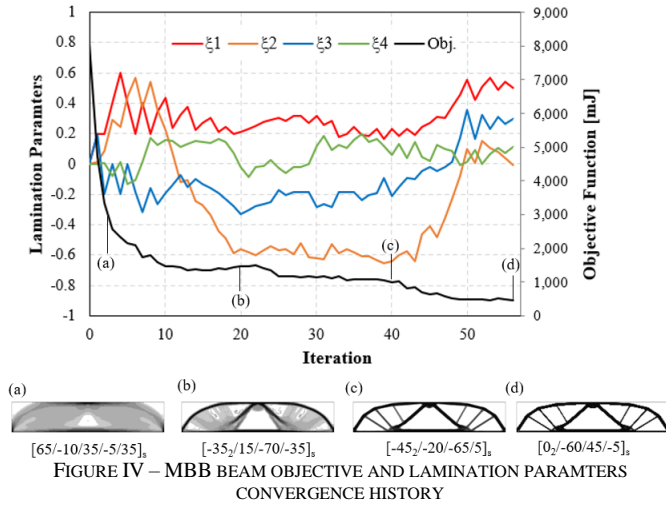 ξ1 ξ2 ξ3 ξ4 Obj.
1 9,000
0.8 8,000
0.6 7,000
0.4 6,000
0.2 5,000
0 4,000
-0.2 3,000
-0.4 2,000
-0.6 1,000
-0.8 0
-1
Lamination Paramters
Objective Function [mJ]
(a) (b) (c) (d)
0 10 20 30 40 50
Iteration
(a) (b) (c) (d)
[65/-10/35/-5/35]s [-35₂/15/-70/-35]s [-45₂/-20/-65/5]s [0₂/-60/45/-5]s
FIGURE IV – MBB BEAM OBJECTIVE AND LAMINATION PARAMTERS
CONVERGENCE HISTORY